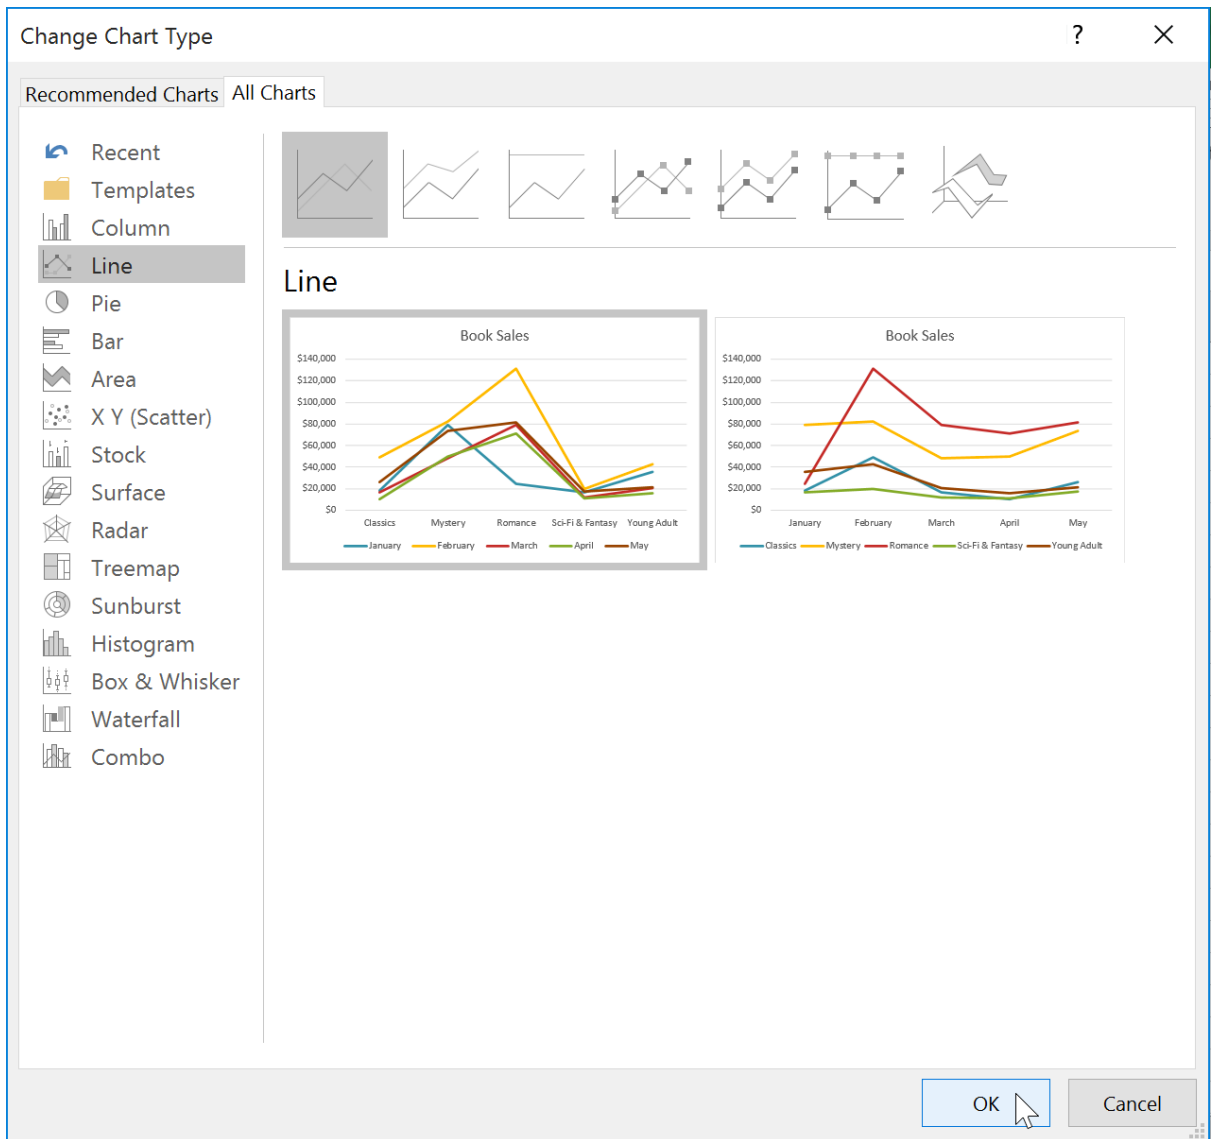 Change Chart Type ?
Recommended Charts All Charts
Recent
Templates
Column
Line
Pie
Bar
Area
X Y (Scatter)
Stock
Surface
Radar
Treemap
Sunburst
Histogram
Box & Whisker
Waterfall
Combo
Line
Book Sales
$140,000
$120,000
$100,000
$80,000
$60,000
$40,000
$20,000
$0
Classics Mystery Romance Sci-Fi & Fantasy Young Adult
January February March April May
Book Sales
$140,000
$120,000
$100,000
$80,000
$60,000
$40,000
$20,000
$0
January February March April May
Classics Mystery Romance Sci-Fi & Fantasy Young Adult
OK Cancel